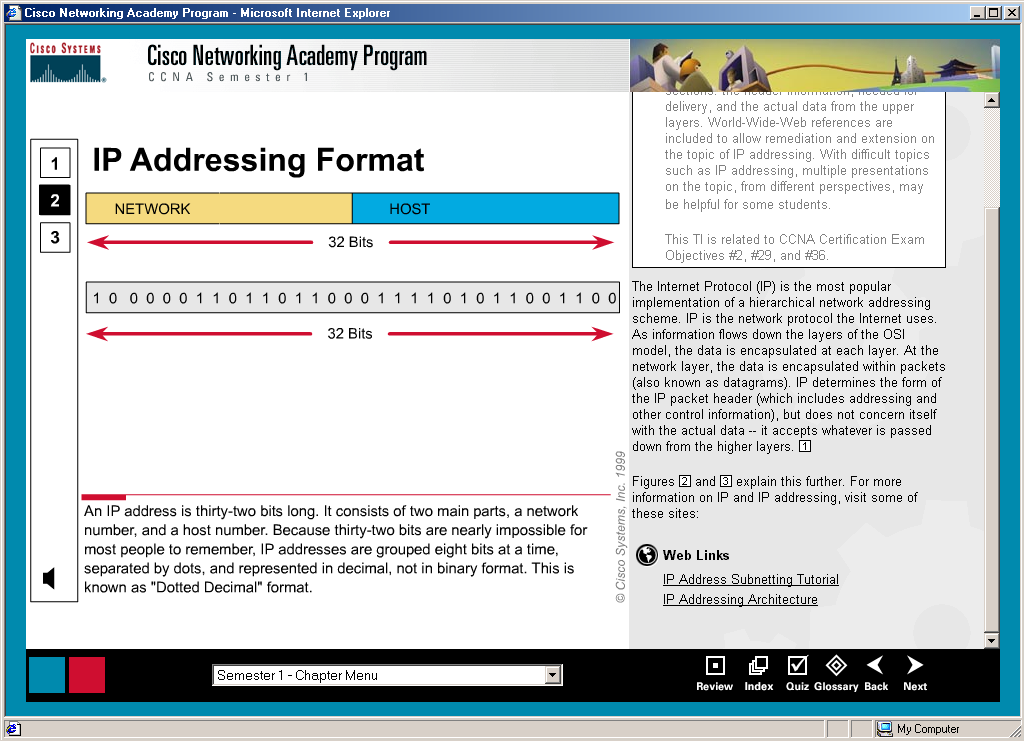 Cisco Networking Academy Program - Microsoft Internet Explorer
CISCO SYSTEMS
Cisco Networking Academy Program
CCNA Semester 1
1
2
3
IP Addressing Format
NETWORK HOST
32 Bits
1 0 0 0 0 0 1 1 0 1 1 0 1 1 0 0 0 1 1 1 1 0 1 0 1 1 0 0 1 1 0 0
32 Bits
An IP address is thirty-two bits long. It consists of two main parts, a network
number, and a host number. Because thirty-two bits are nearly impossible for
most people to remember, IP addresses are grouped eight bits at a time,
separated by dots, and represented in decimal, not in binary format. This is
known as "Dotted Decimal" format.
© Cisco Systems, Inc. 1999
sections: the header information, needed for
delivery, and the actual data from the upper
layers. World-Wide-Web references are
included to allow remediation and extension on
the topic of IP addressing. With difficult topics
such as IP addressing, multiple presentations
on the topic, from different perspectives, may
be helpful for some students.
This TI is related to CCNA Certification Exam
Objectives #2, #29, and #36.
The Internet Protocol (IP) is the most popular
implementation of a hierarchical network addressing
scheme. IP is the network protocol the Internet uses.
As information flows down the layers of the OSI
model, the data is encapsulated at each layer. At the
network layer, the data is encapsulated within packets
(also known as datagrams). IP determines the form of
the IP packet header (which includes addressing and
other control information), but does not concern itself
with the actual data -- it accepts whatever is passed
down from the higher layers. 1
Figures 2 and 3 explain this further. For more
information on IP and IP addressing, visit some of
these sites:
Web Links
IP Address Subnetting Tutorial
IP Addressing Architecture
Semester 1 - Chapter Menu
Review Index Quiz Glossary Back Next
My Computer